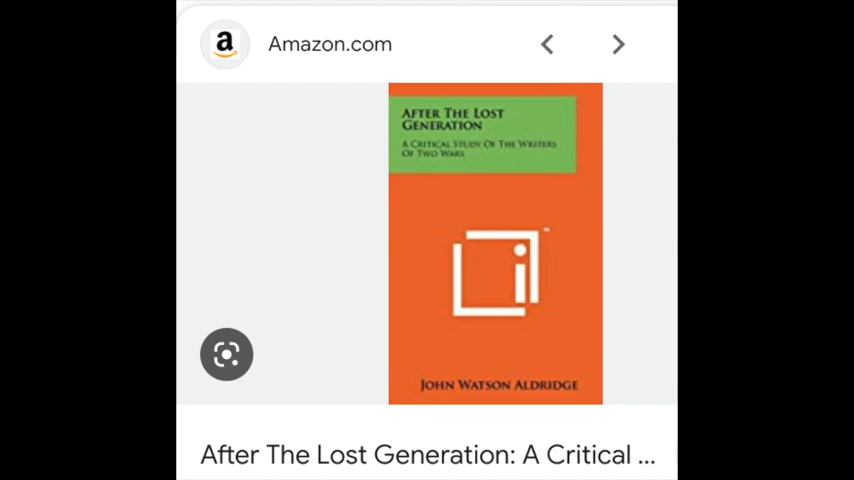 Amazon.com
AFTER THE LOST
GENERATION
A CRITICAL STUDY OF THE WRITERS
OF TWO WARS
JOHN WATSON ALDRIDGE
After The Lost Generation: A Critical ...